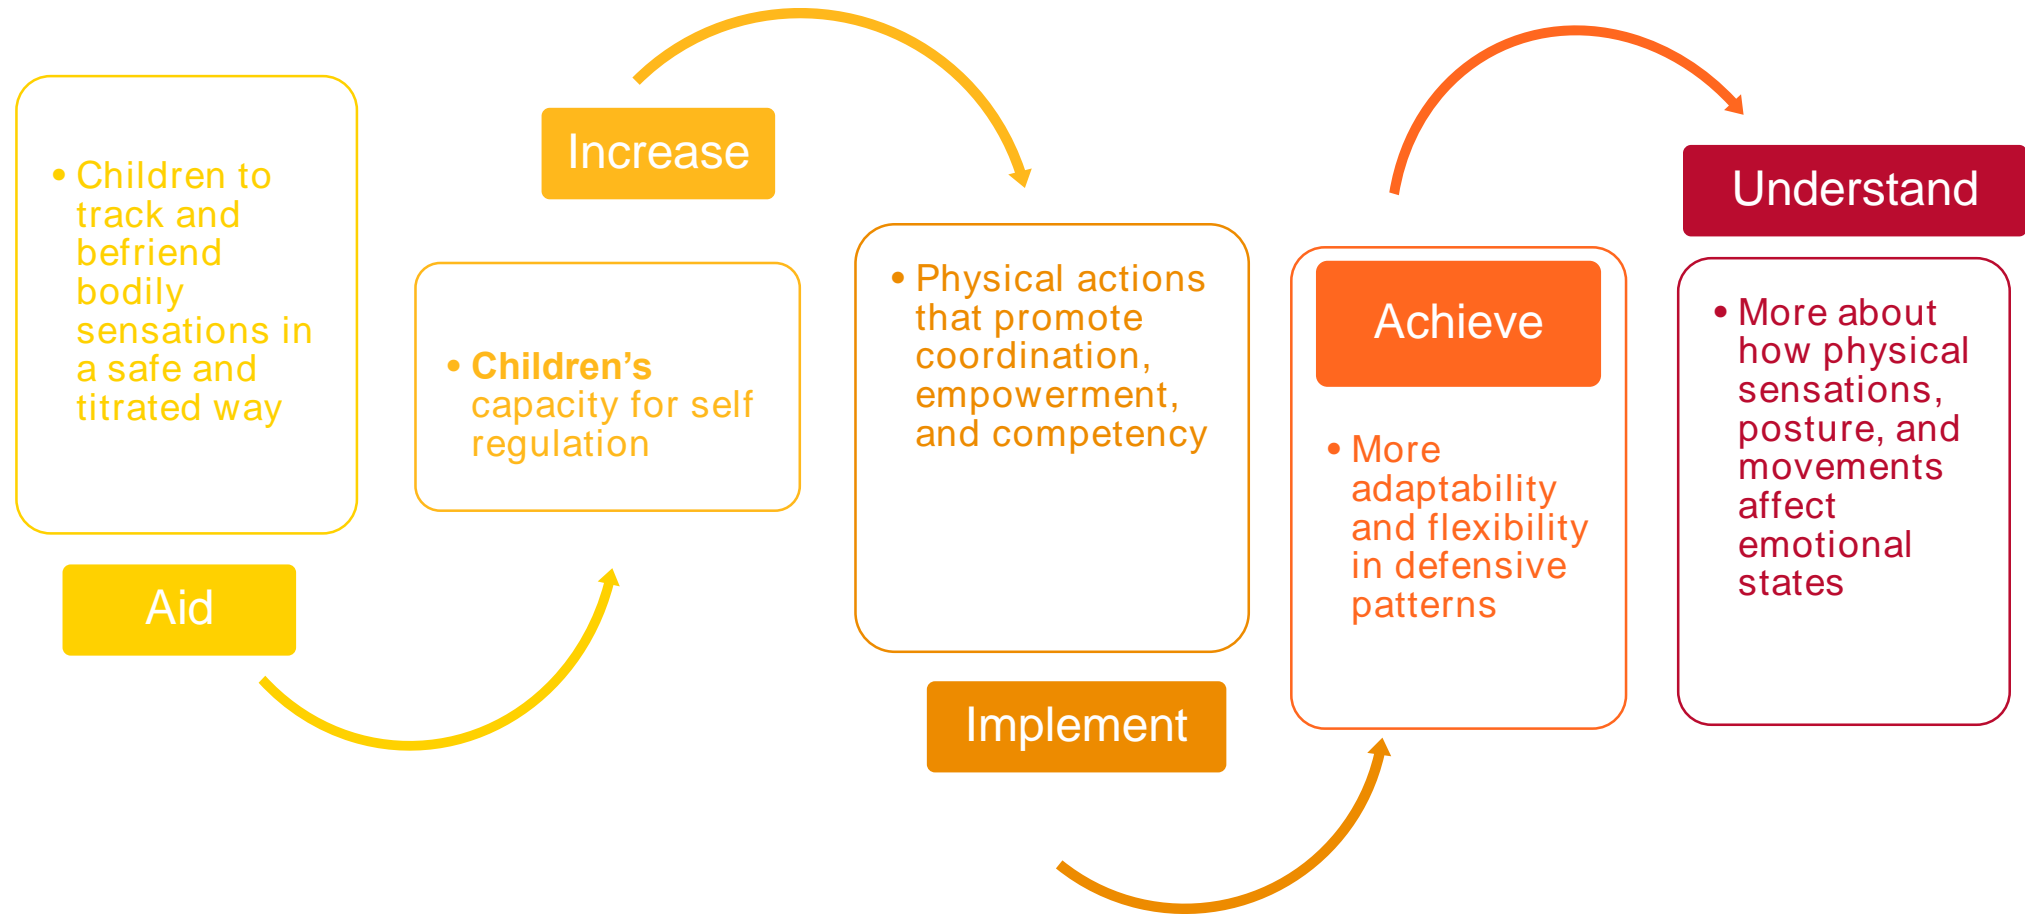 • Children to
track and
befriend
bodily
sensations in
a safe and
titrated way
Aid
Increase
• Children’s
capacity for self
regulation
• Physical actions
that promote
coordination,
empowerment,
and competency
Implement
Achieve
• More
adaptability
and flexibility
in defensive
patterns
Understand
• More about
how physical
sensations,
posture, and
movements
affect
emotional
states